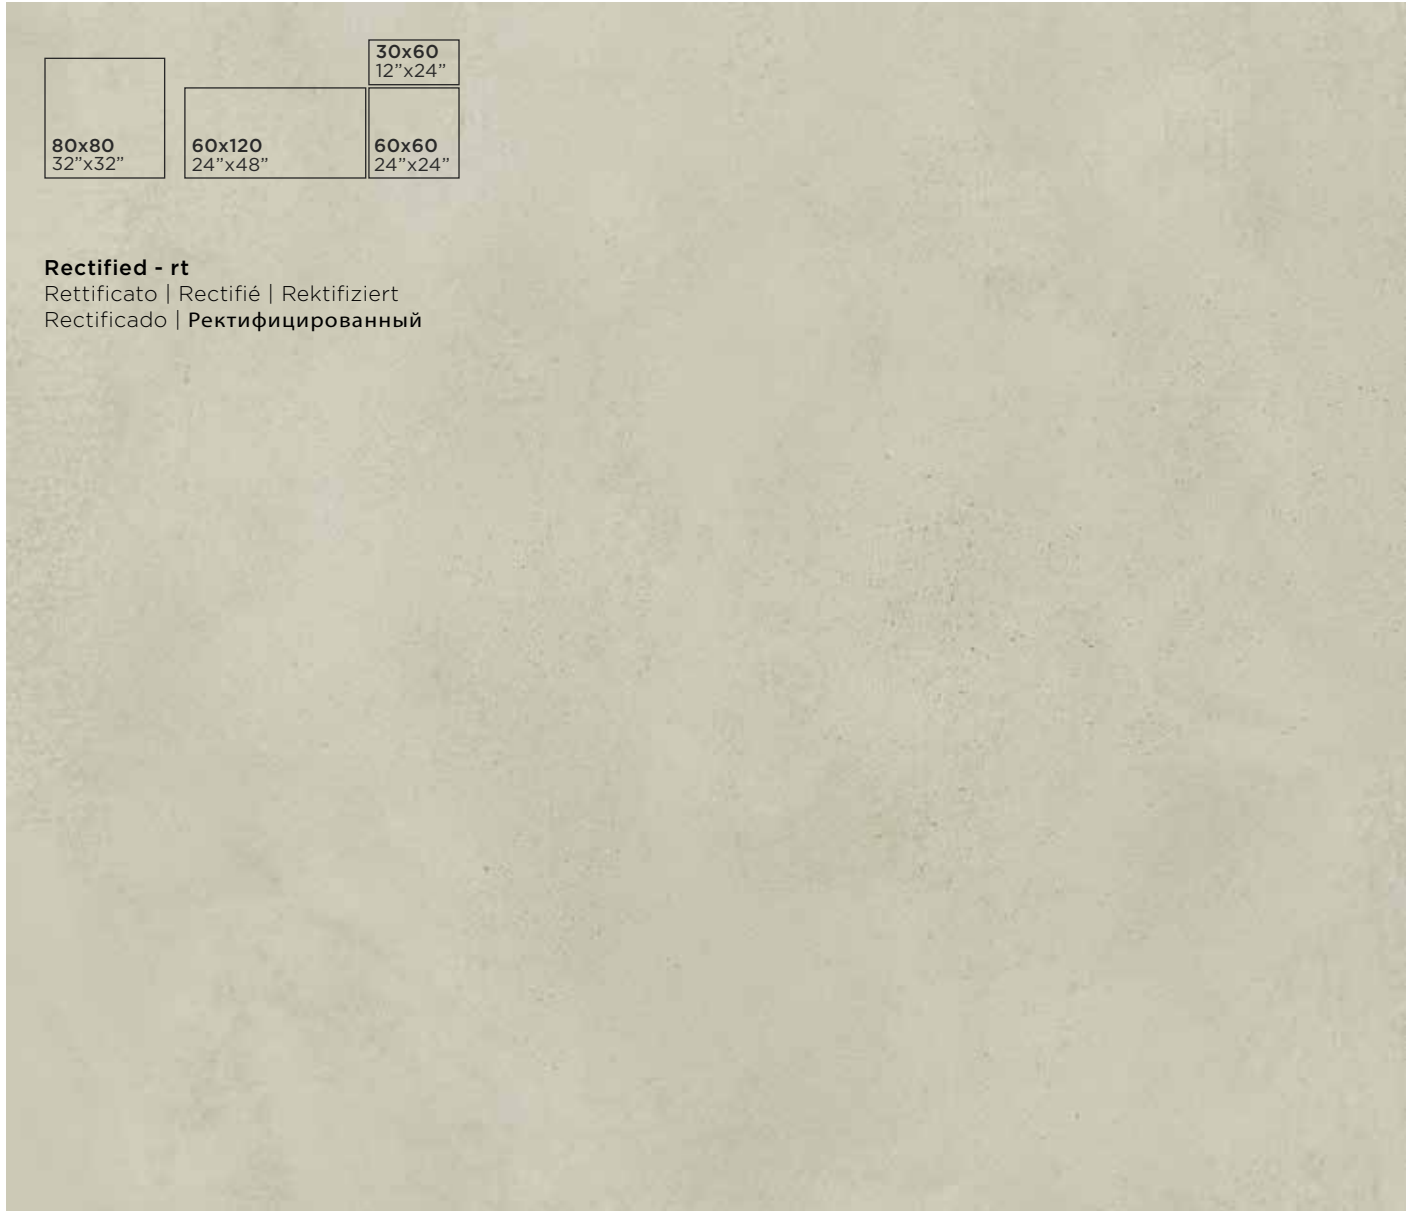 80x80
32”x32”
60x120
24”x48”
30x60
12”x24”
60x60
24”x24”
Rectified - rt
Rettificato | Rectifié | Rektifiziert
Rectificado | Ректифицированный